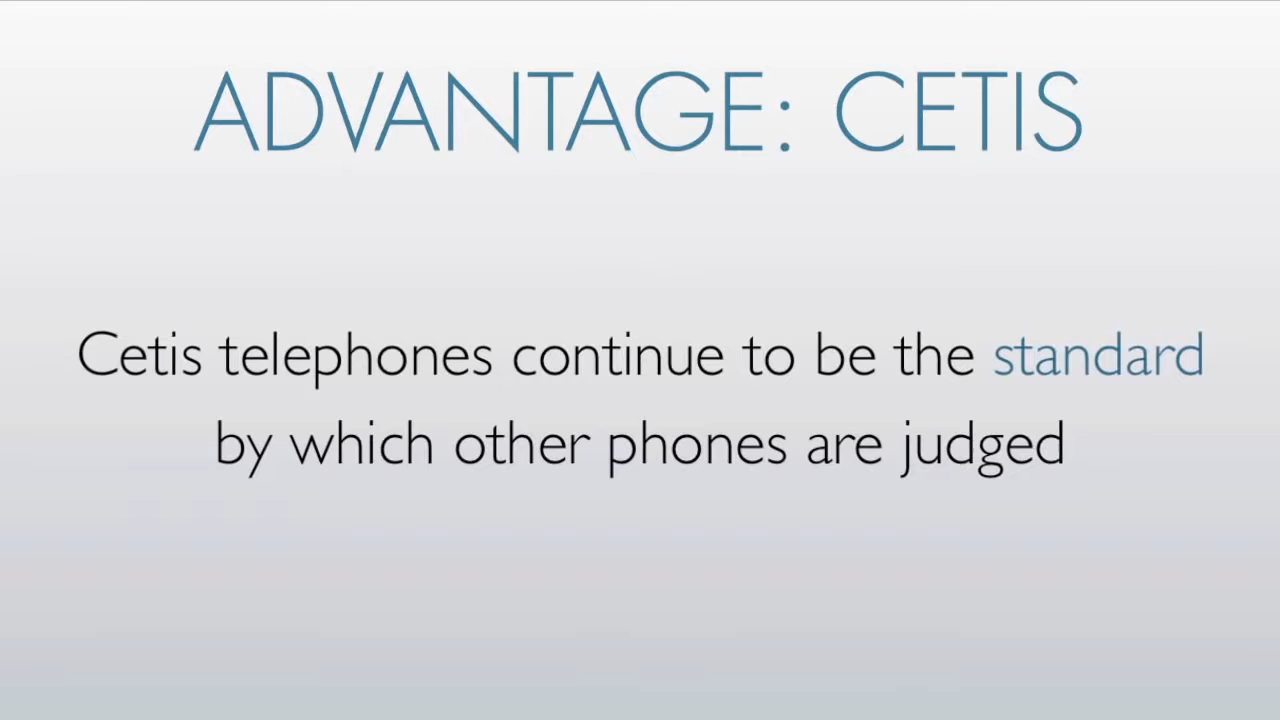 ADVANTAGE: CETIS
Cetis telephones continue to be the standard
by which other phones are judged